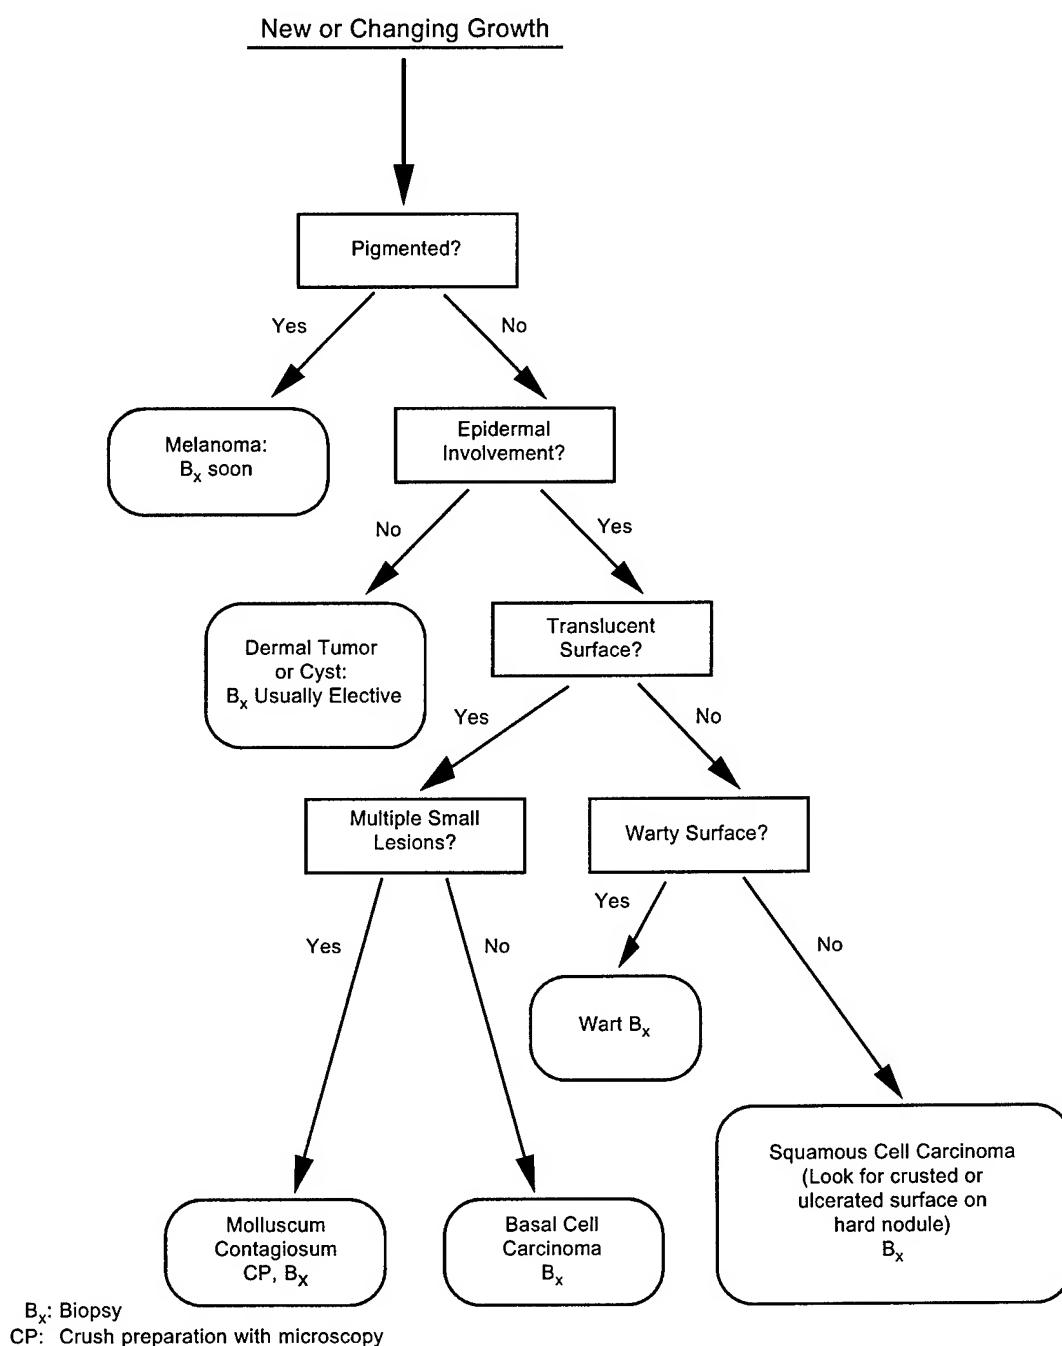 New or Changing Growth
Pigmented?
Yes
No
Melanoma:
Bx soon
Epidermal
Involvement?
No
Yes
Dermal Tumor
or Cyst:
Bx Usually Elective
Translucent
Surface?
Yes
No
Multiple Small
Lesions?
Warty Surface?
Yes
No
Yes
No
Wart Bx
Squamous Cell Carcinoma
(Look for crusted or
ulcerated surface on
hard nodule)
Bx
Molluscum
Contagiosum
CP, Bx
Basal Cell
Carcinoma
Bx
Bx: Biopsy
CP: Crush preparation with microscopy